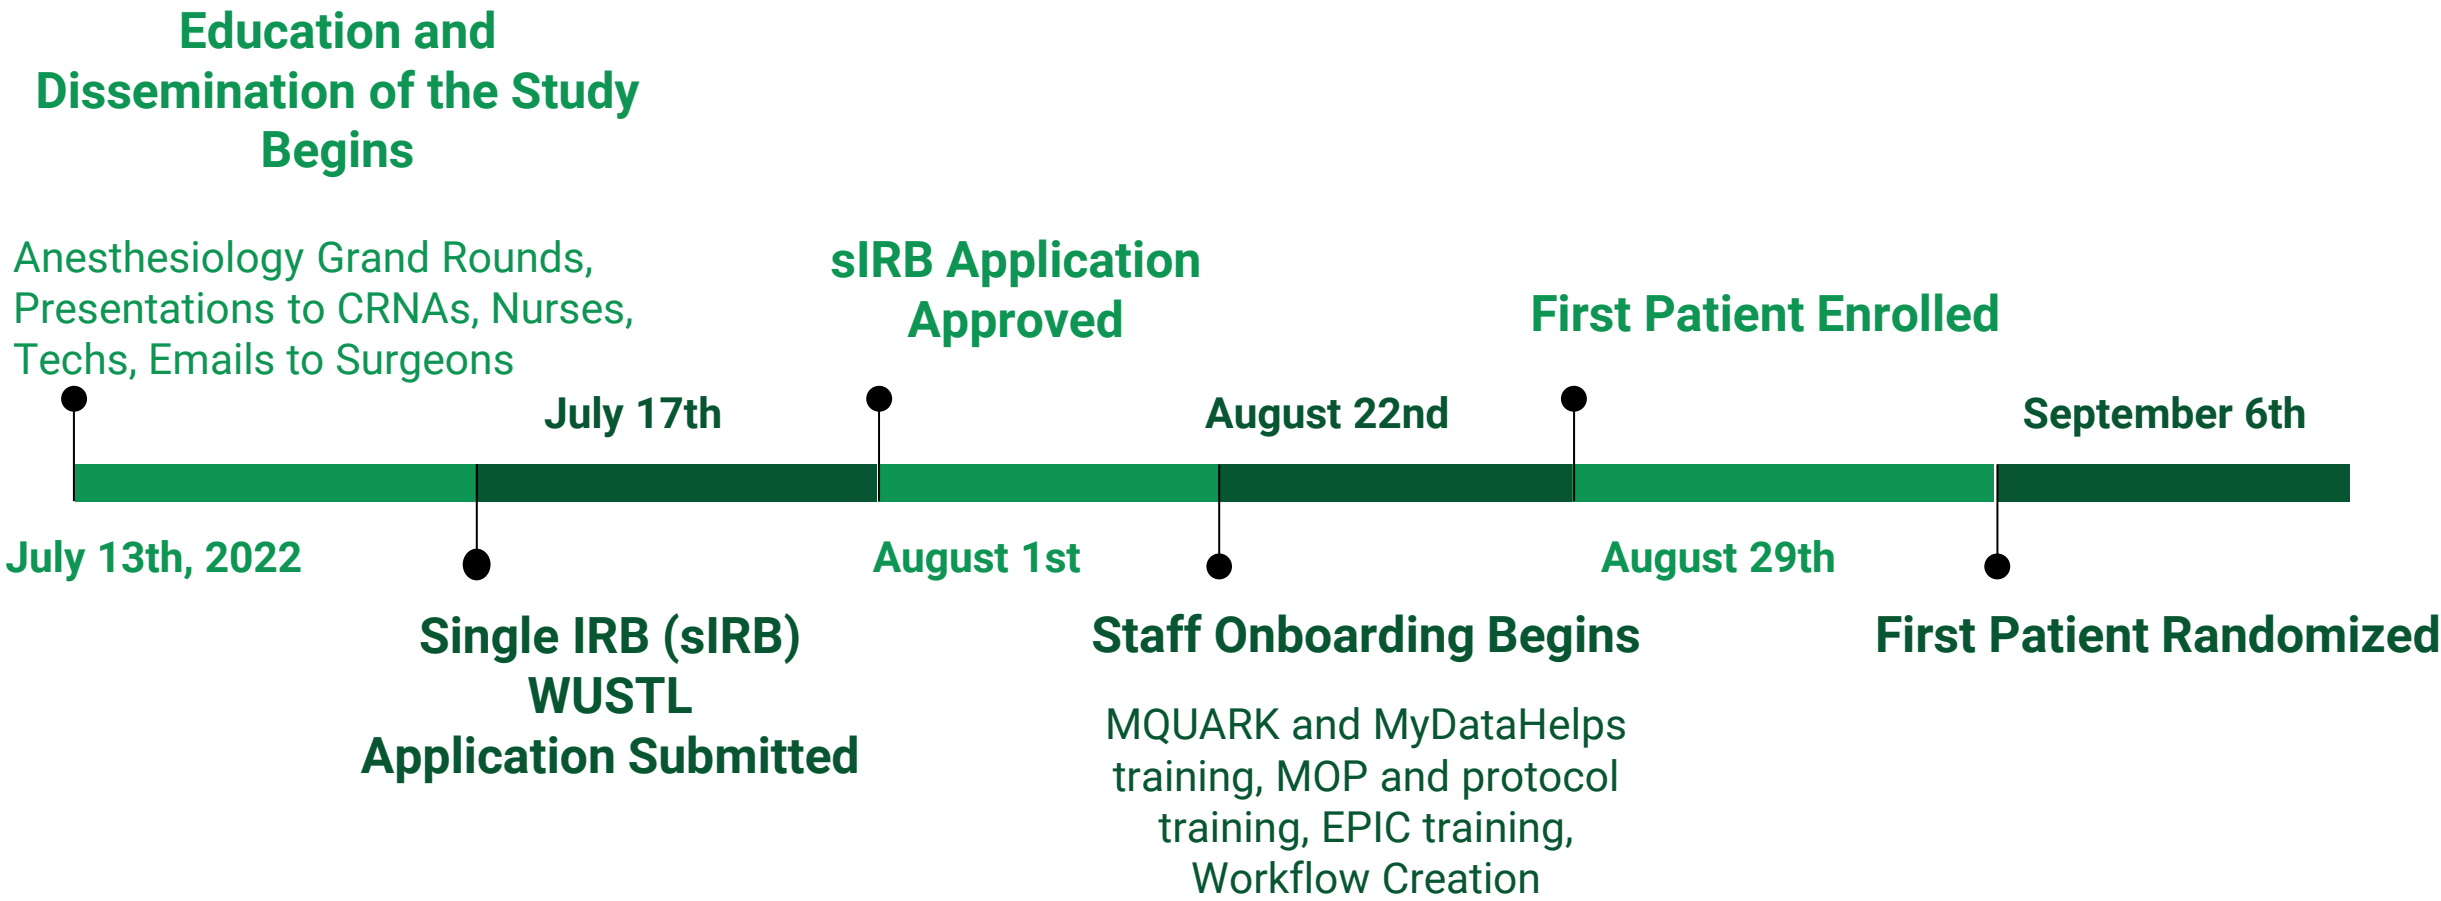 Education and
Dissemination of the Study
Begins
Anesthesiology Grand Rounds,
Presentations to CRNAs, Nurses,
Techs, Emails to Surgeons
July 13th, 2022
July 17th
Single IRB (sIRB)
WUSTL
Application Submitted
sIRB Application
Approved
August 1st
August 22nd
Staff Onboarding Begins
MQUARK and MyDataHelps
training, MOP and protocol
training, EPIC training,
Workflow Creation
First Patient Enrolled
August 29th
September 6th
First Patient Randomized